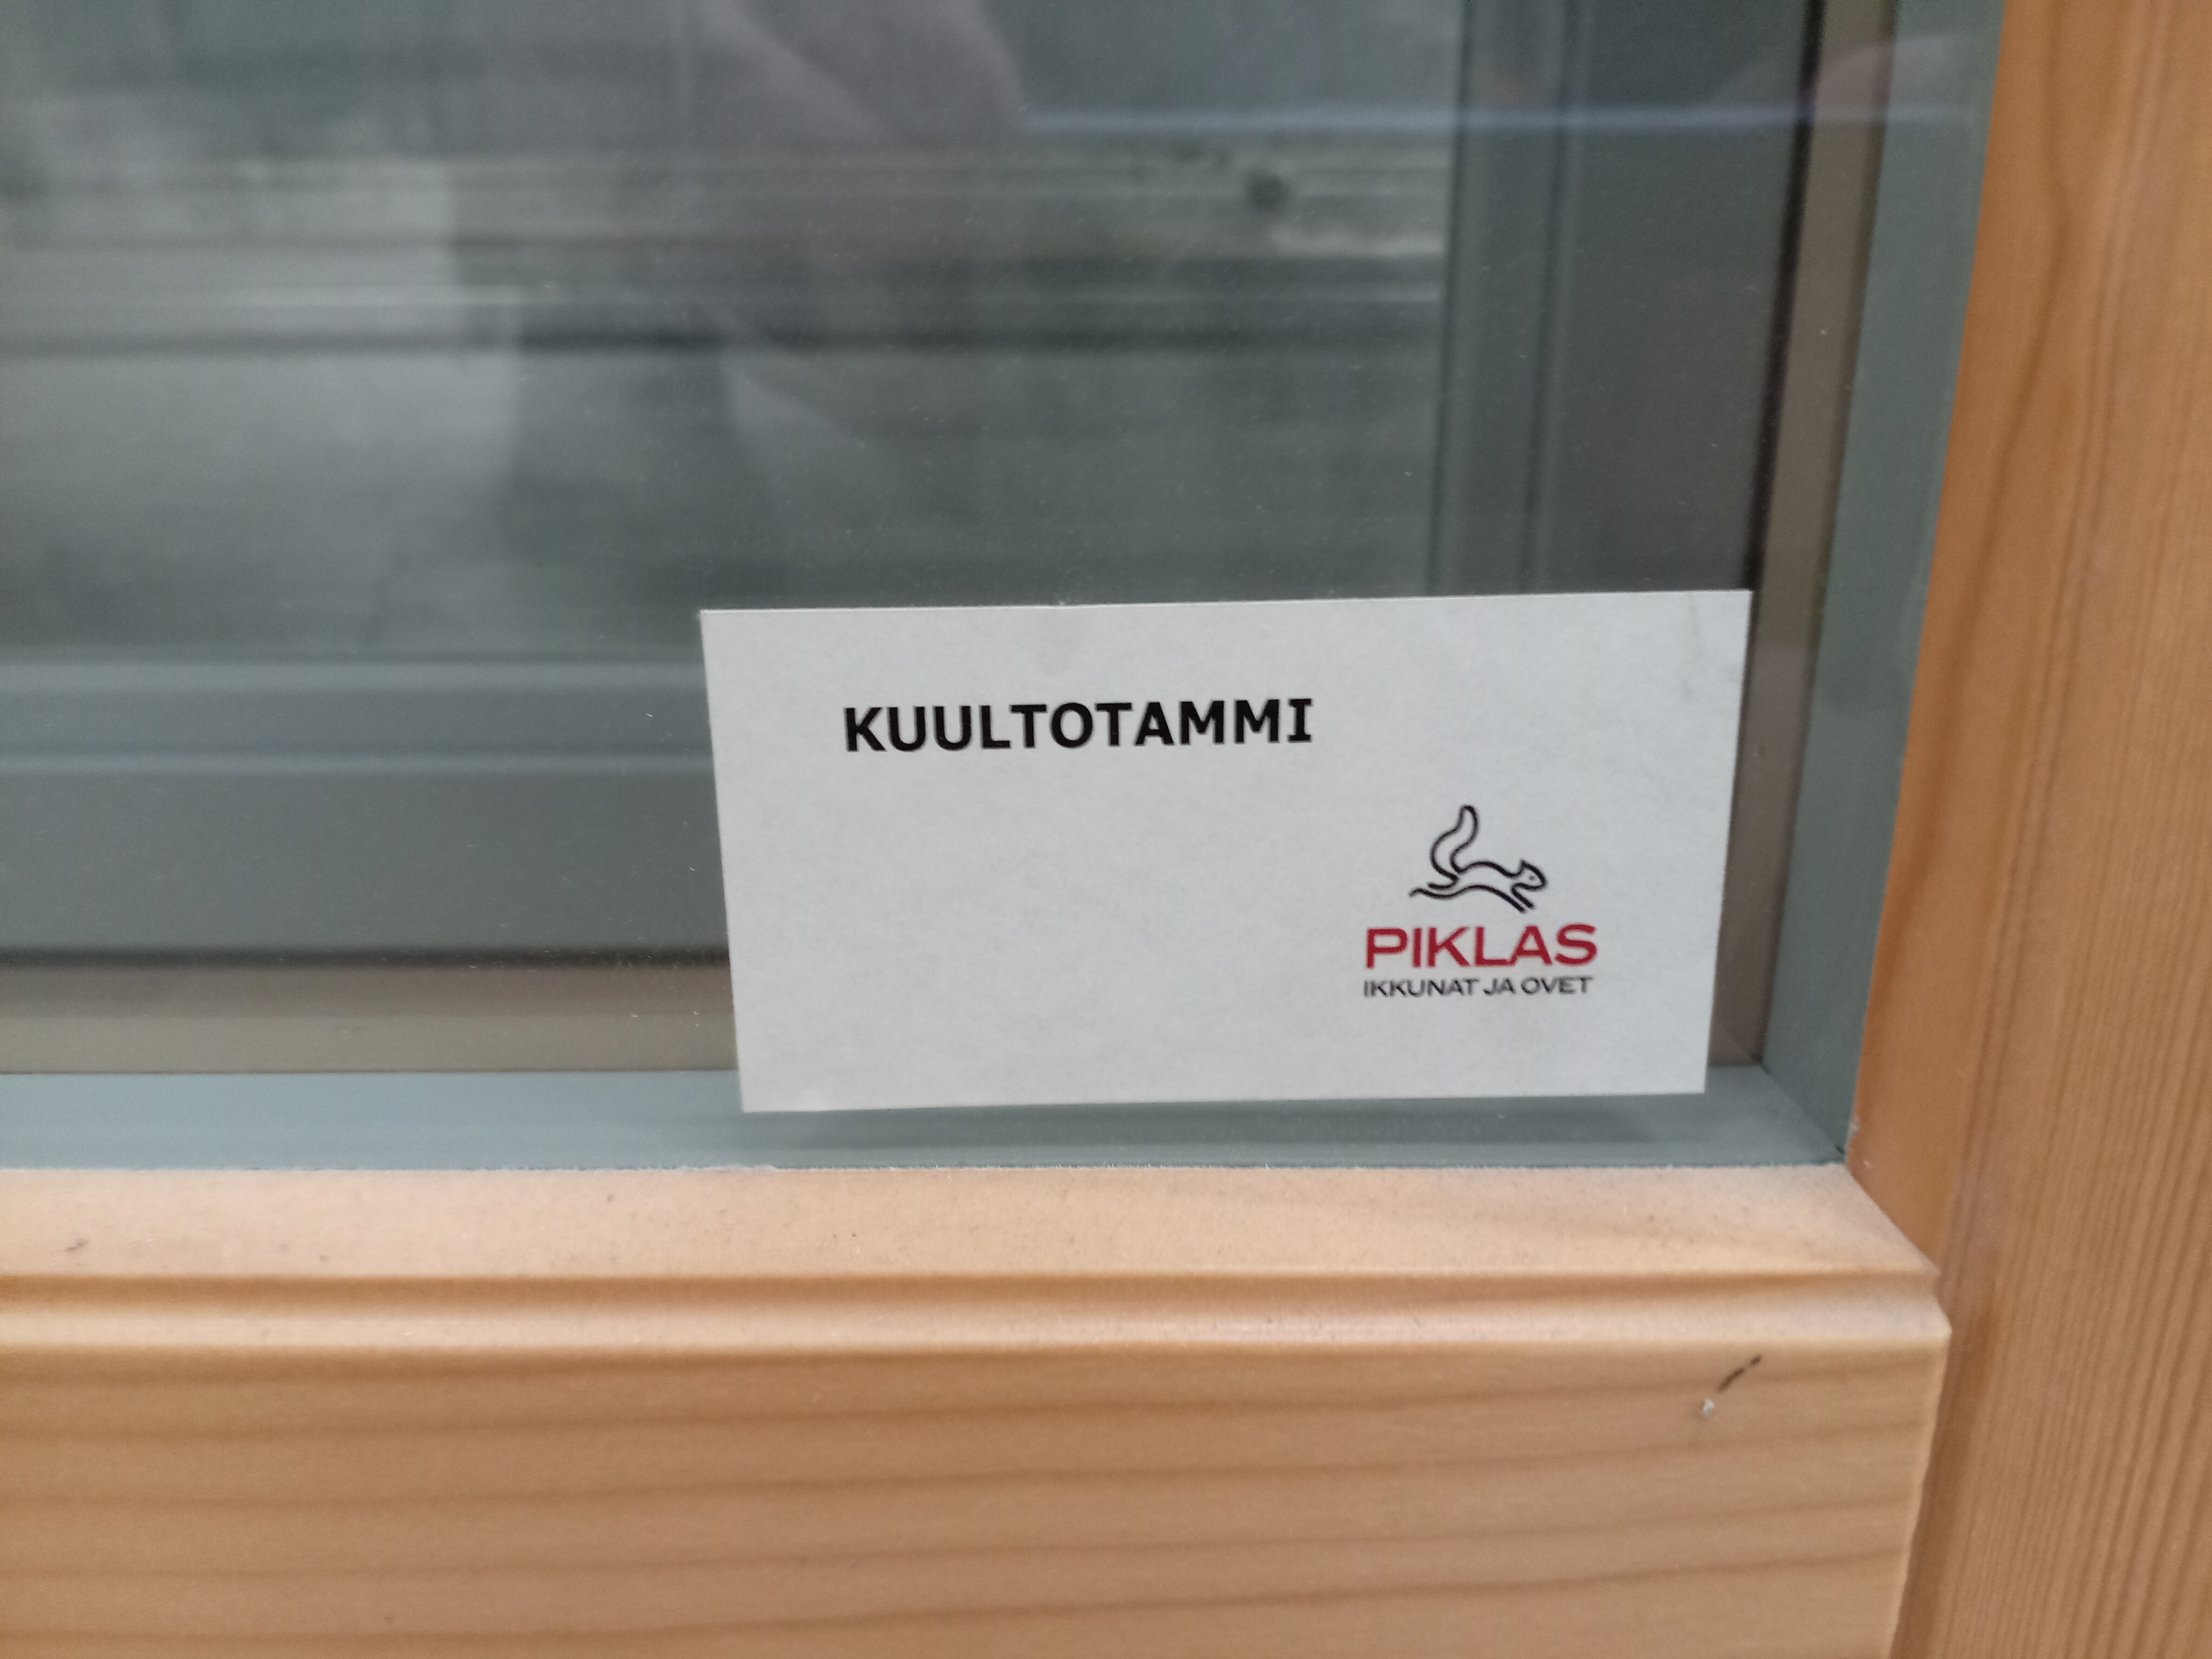 KUULTOTAMMI
PIKLAS
IKKUNAT JA OVET